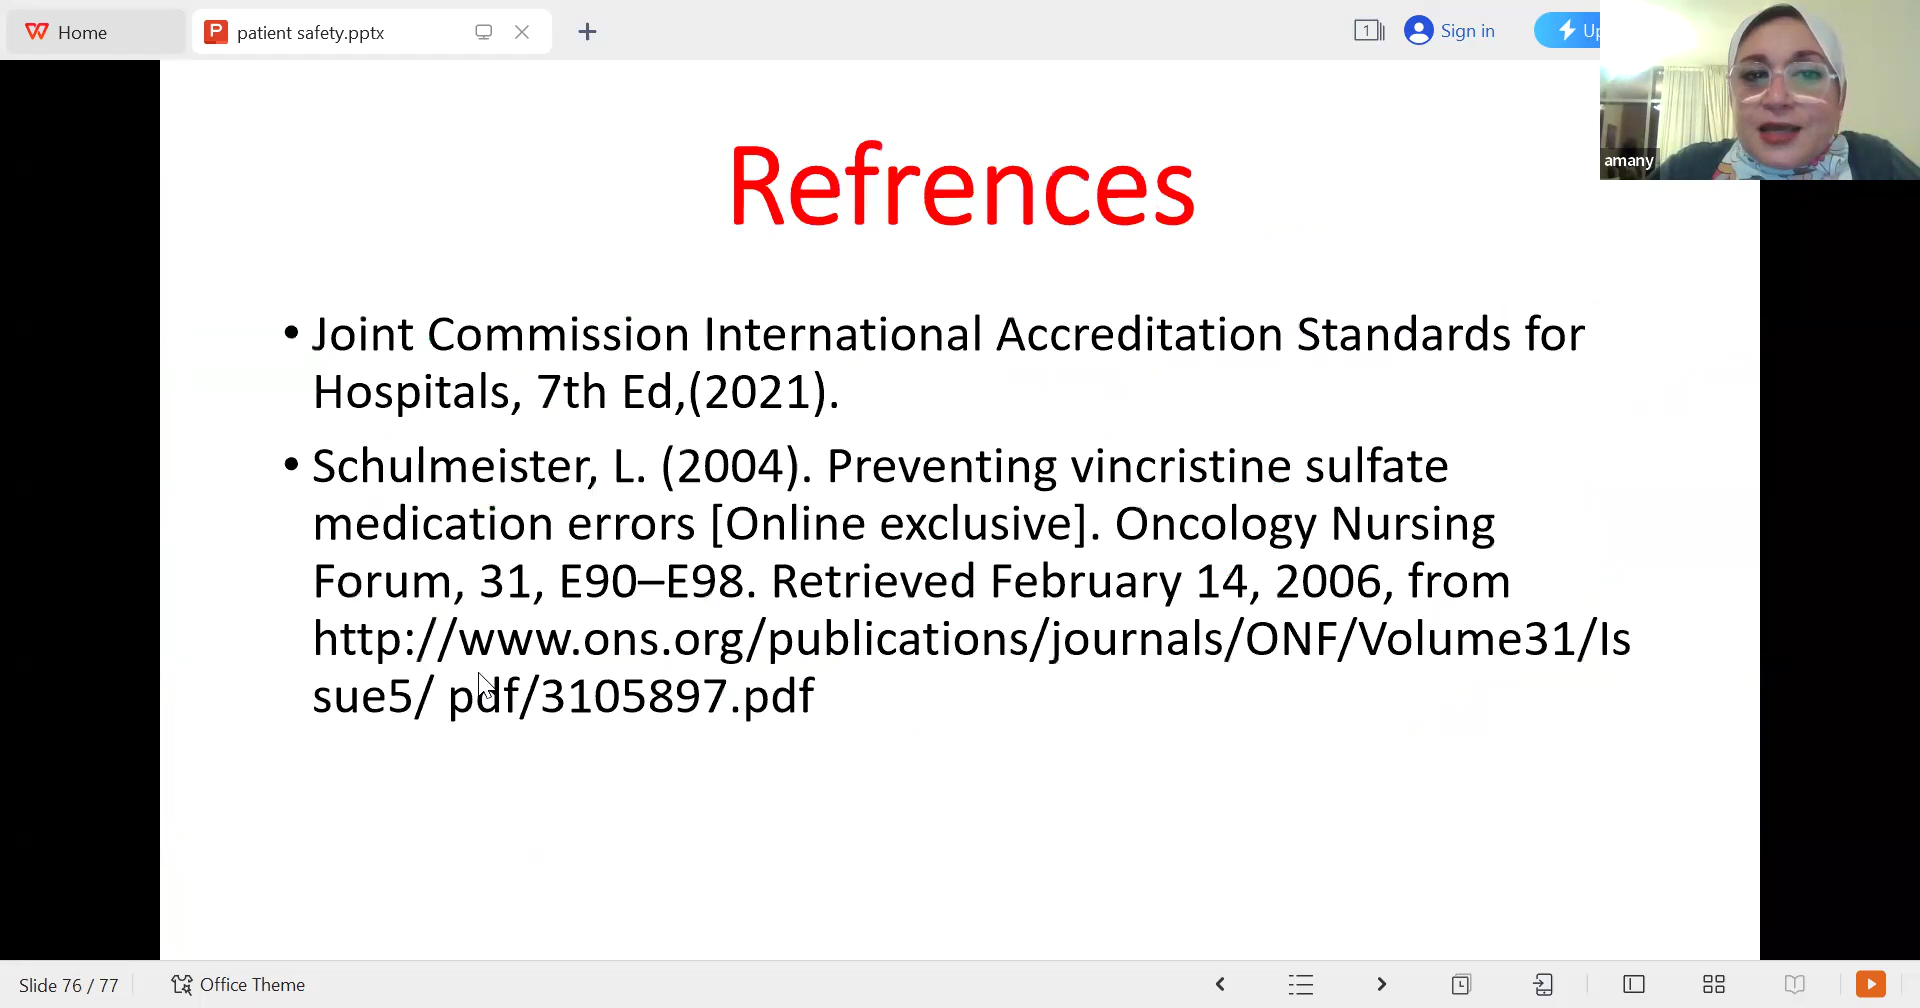 Home
patient safety.pptx
1
Sign in
Up
amany
Refrences
• Joint Commission International Accreditation Standards for
Hospitals, 7th Ed,(2021).
• Schulmeister, L. (2004). Preventing vincristine sulfate
medication errors [Online exclusive]. Oncology Nursing
Forum, 31, E90–E98. Retrieved February 14, 2006, from
http://www.ons.org/publications/journals/ONF/Volume31/Is
sue5/ pdf/3105897.pdf
Slide 76 / 77
Office Theme